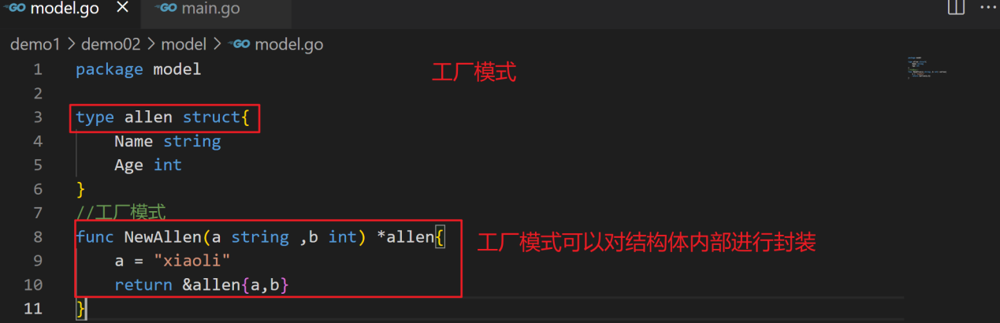 GO model.go × GO main.go ...
demo1 > demo02 > model > GO model.go
1 package model 工厂模式
2
3 type allen struct{
4 Name string
5 Age int
6 }
7 //工厂模式
8 func NewAllen(a string ,b int) *allen{ 工厂模式可以对结构体内部进行封装
9 a = "xiaoli"
10 return &allen{a,b}
11 }